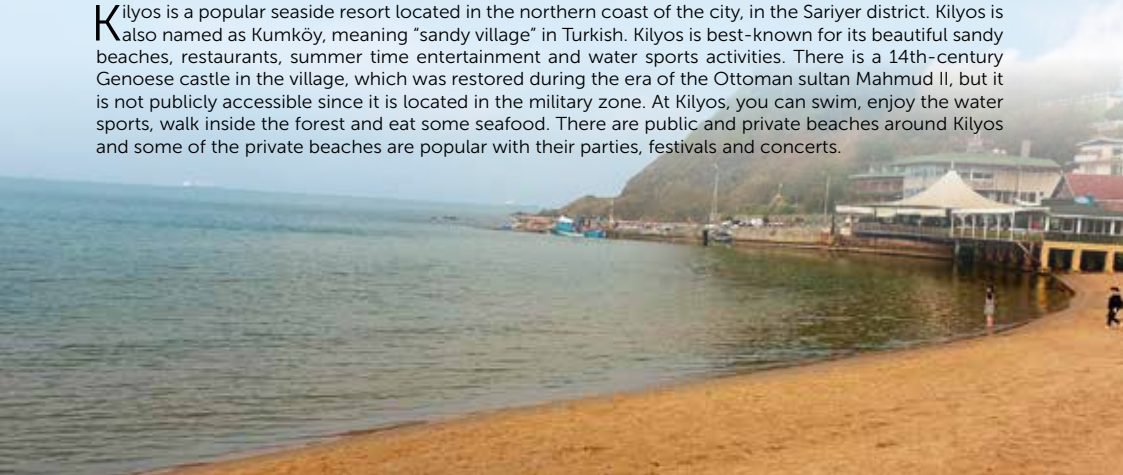 Kilyos is a popular seaside resort located in the northern coast of the city, in the Sariyer district. Kilyos is
also named as Kumköy, meaning “sandy village” in Turkish. Kilyos is best-known for its beautiful sandy
beaches, restaurants, summer time entertainment and water sports activities. There is a 14th-century
Genoese castle in the village, which was restored during the era of the Ottoman sultan Mahmud II, but it
is not publicly accessible since it is located in the military zone. At Kilyos, you can swim, enjoy the water
sports, walk inside the forest and eat some seafood. There are public and private beaches around Kilyos
and some of the private beaches are popular with their parties, festivals and concerts.